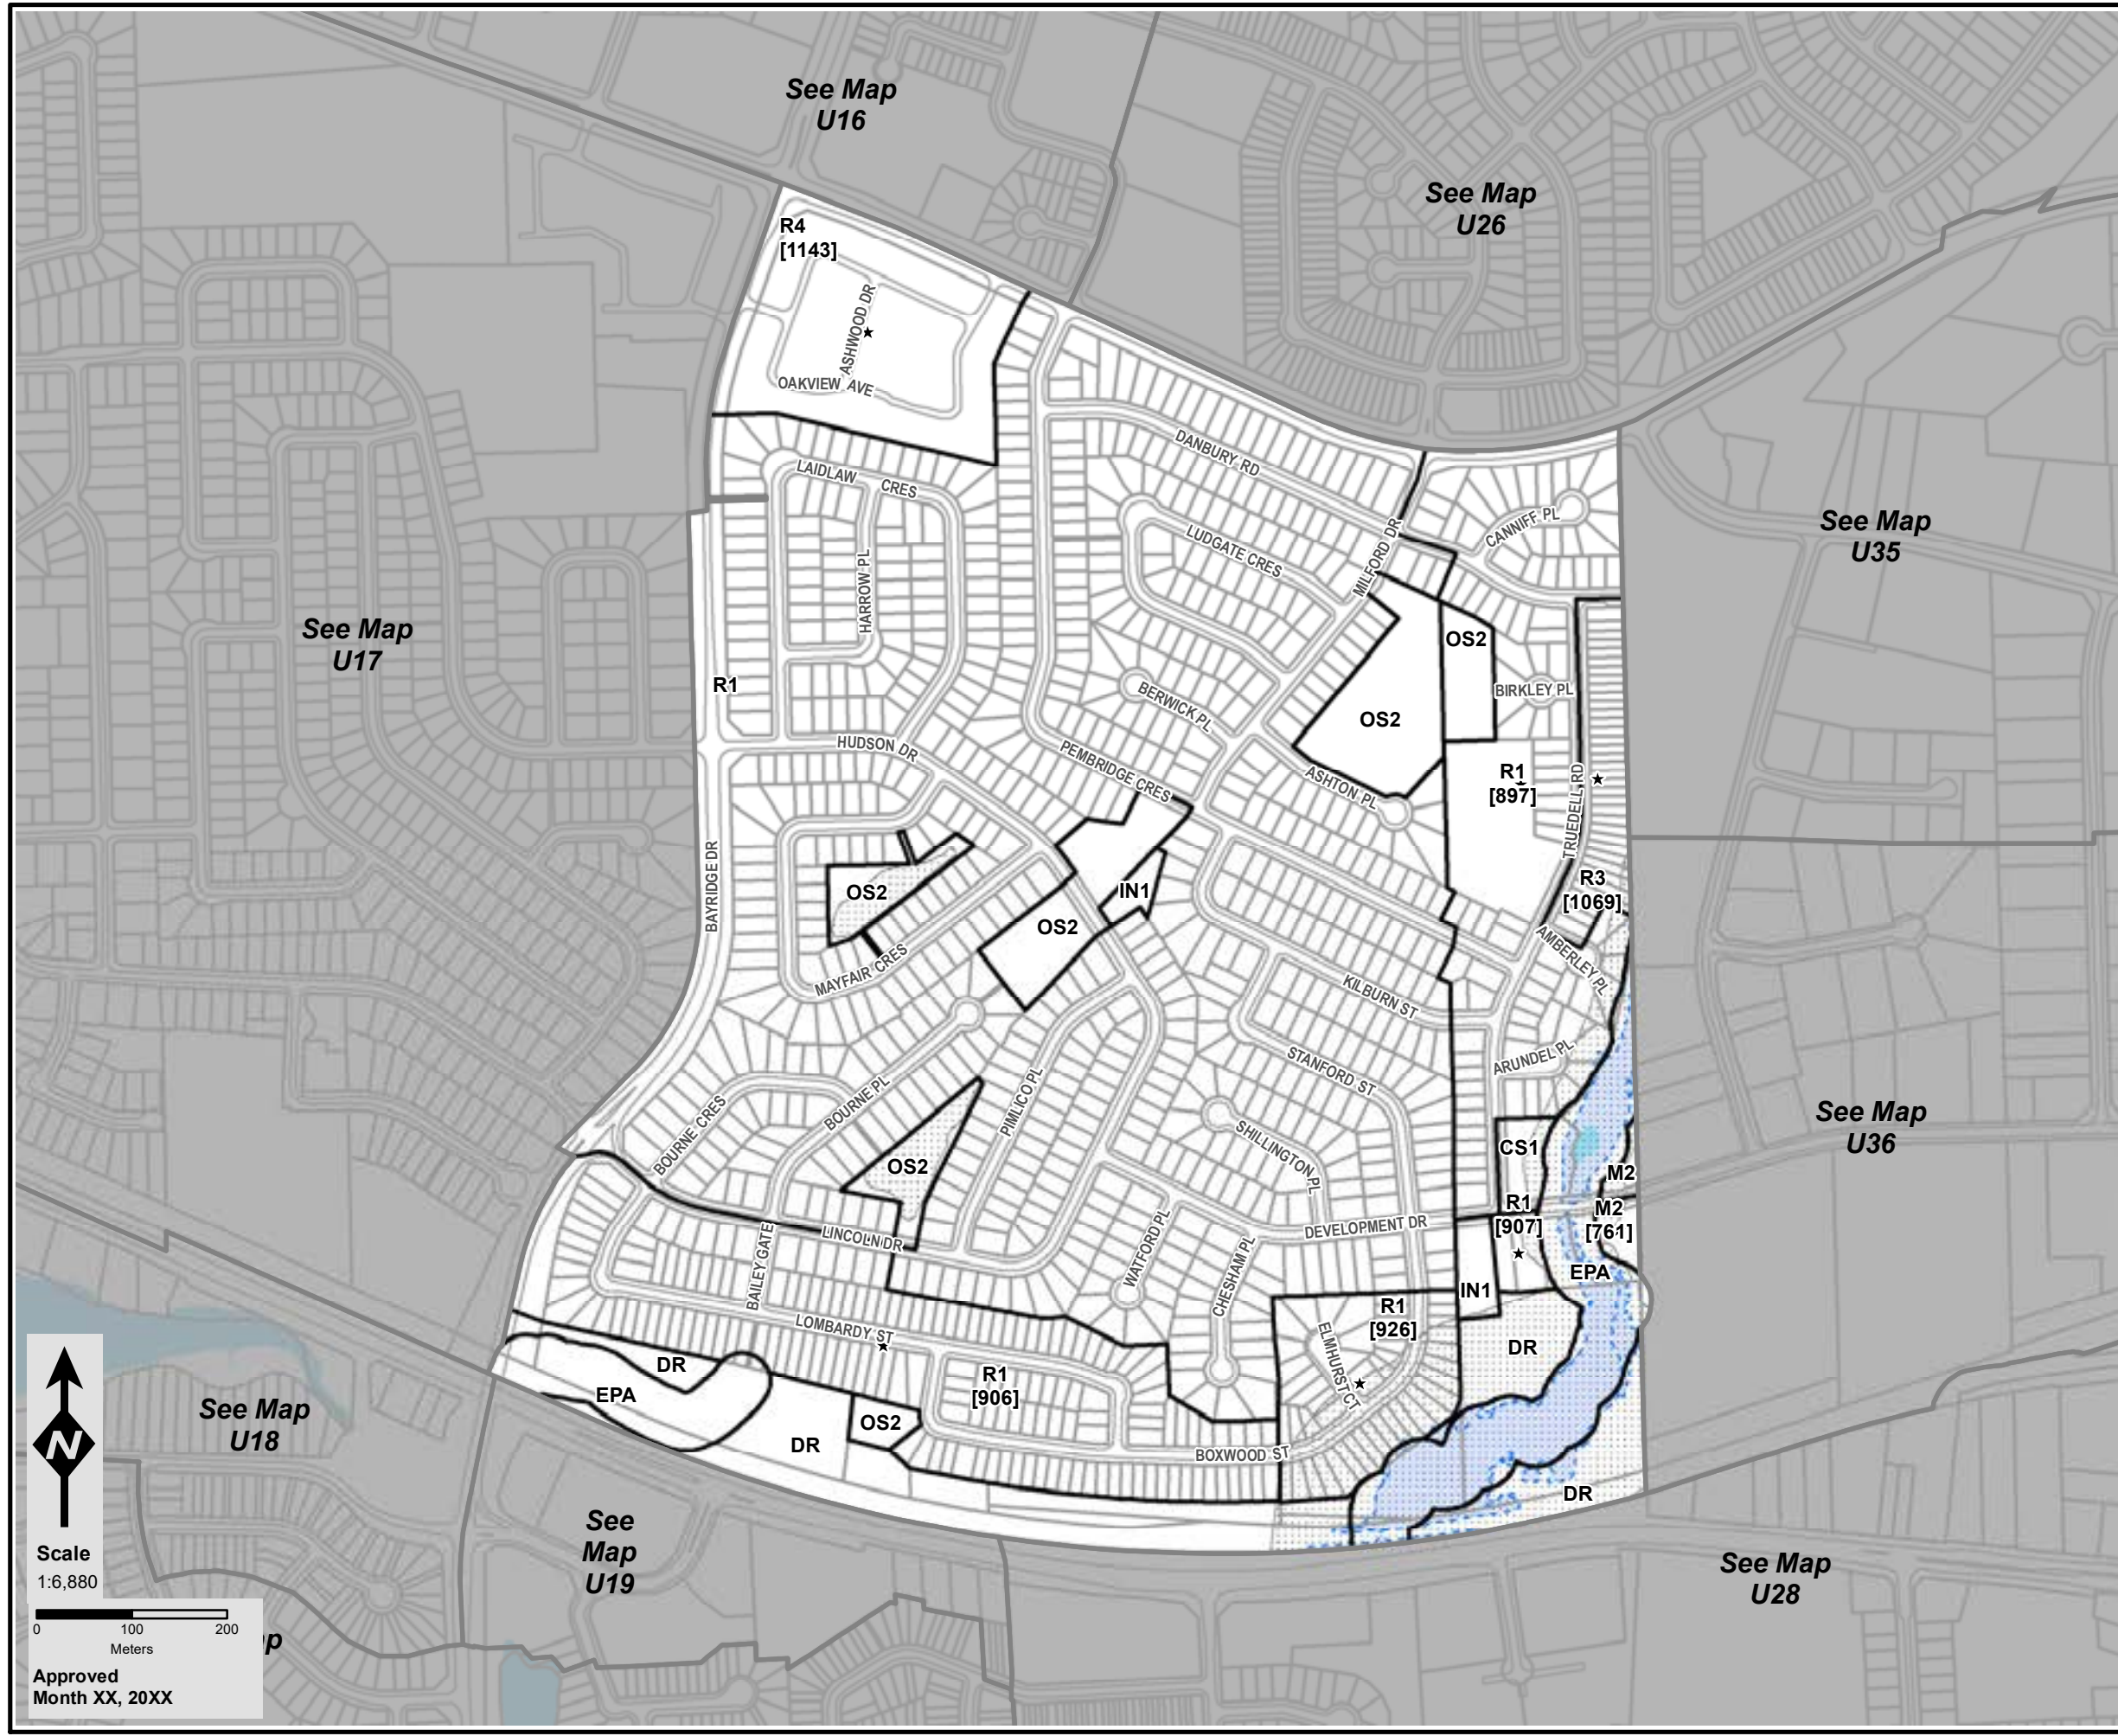 See Map
U16
See Map
U26
R4
[1143]
ASHWOOD DR
OAKVIEW AVE
DANBURY RD
LAIDLAW CRES
CANNIFF PL
See Map
U35
LUDGATE CRES
MILFORD DR
HARROW PL
See Map
U17
OS2
R1
BIRKLEY PL
BERWICK PL
OS2
HUDSON DR
PEMBRIDGE CRES
ASHTON PL
R1
[897]
TRUEDELL RD
BAYRIDGE DR
OS2
IN1
R3
[1069]
OS2
AMBERLEY PL
MAYFAIR CRES
KILBURN ST
STANFORD ST
ARUNDEL PL
BOURNE PL
PIMLICO PL
BOURNE CRES
See Map
U36
SHILLINGTON PL
CS1
OS2
M2
R1
[907]
M2
[761]
DEVELOPMENT DR
LINCOLN DR
WATFORD PL
BAILEY GATE
CHESHAM PL
EPA
IN1
R1
[926]
LOMBARDY ST
ELMHURST CT
DR
DR
R1
[906]
EPA
OS2
DR
BOXWOOD ST
DR
See Map
U18
See
Map
U19
See Map
U28
N
Scale
1:6,880
0 100 200
Meters
Approved
Month XX, 20XX